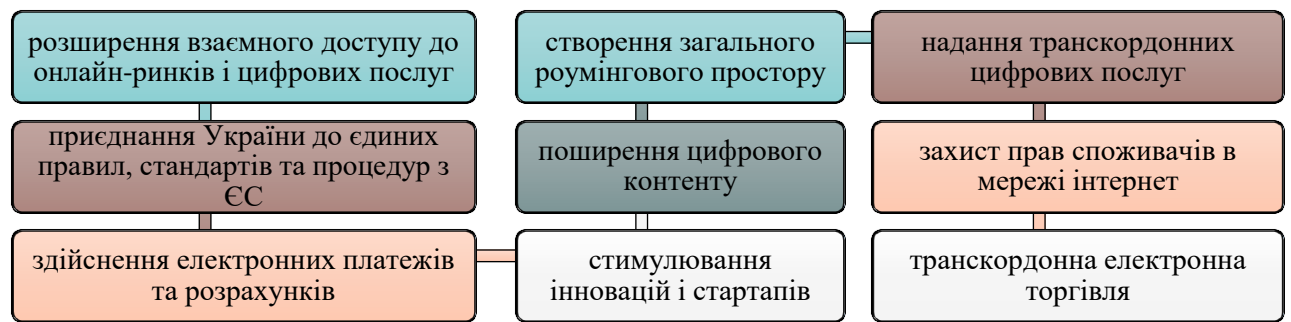 розширення взаємного доступу до
онлайн-ринків і цифрових послуг
приєднання України до єдиних
правил, стандартів та процедур з
ЄС
здійснення електронних платежів
та розрахунків
стимулювання
інновацій і стартапів
поширення цифрового
контенту
створення загального
роумінгового простору
надання транскордонних
цифрових послуг
захист прав споживачів в
мережі інтернет
транскордонна електронна
торгівля